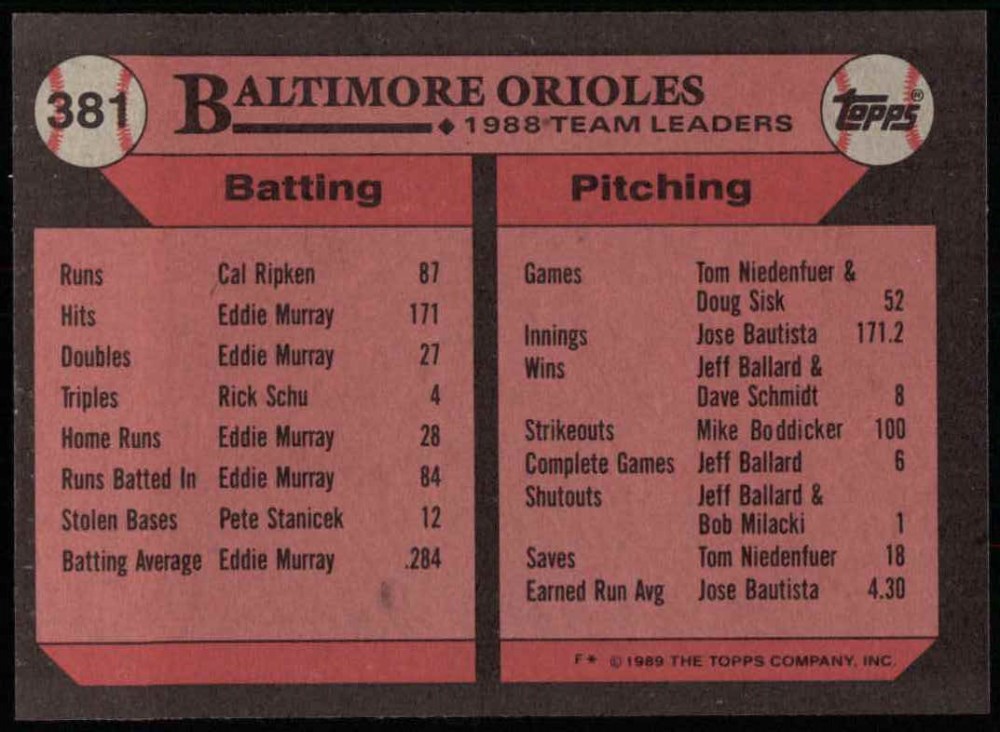 381
BALTIMORE ORIOLES
1988 TEAM LEADERS
Topps®
Batting
Runs Cal Ripken 87
Hits Eddie Murray 171
Doubles Eddie Murray 27
Triples Rick Schu 4
Home Runs Eddie Murray 28
Runs Batted In Eddie Murray 84
Stolen Bases Pete Stanicek 12
Batting Average Eddie Murray .284
Pitching
Games Tom Niedenfuer &
Doug Sisk 52
Innings Jose Bautista 171.2
Wins Jeff Ballard &
Dave Schmidt 8
Strikeouts Mike Boddicker 100
Complete Games Jeff Ballard 6
Shutouts Jeff Ballard &
Bob Milacki 1
Saves Tom Niedenfuer 18
Earned Run Avg Jose Bautista 4.30
F* © 1989 THE TOPPS COMPANY, INC.